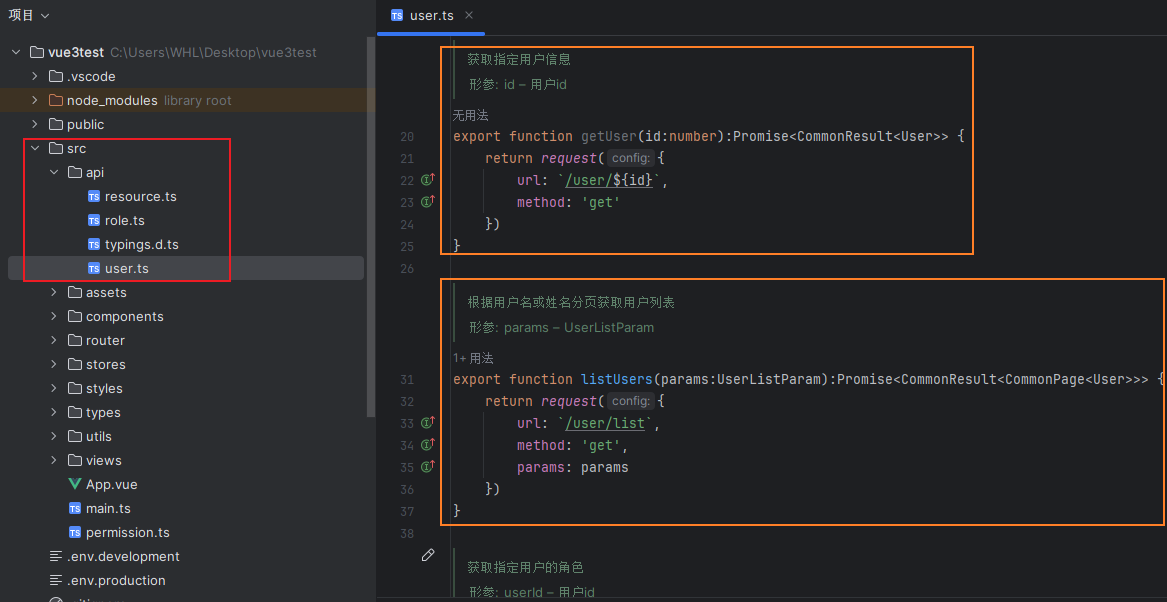 项目
vue3test C:\Users\WHL\Desktop\vue3test
.vscode
node_modules library root
public
src
api
resource.ts
role.ts
typings.d.ts
user.ts
assets
components
router
stores
styles
types
utils
views
App.vue
main.ts
permission.ts
.env.development
.env.production
user.ts
获取指定用户信息
形参: id – 用户id
无用法
20 export function getUser(id:number):Promise<CommonResult<User>> {
21 return request( config: {
22 url: `/user/${id}`,
23 method: 'get'
24 })
25 }
26
根据用户名或姓名分页获取用户列表
形参: params – UserListParam
1+ 用法
31 export function listUsers(params:UserListParam):Promise<CommonResult<CommonPage<User>>> {
32 return request( config: {
33 url: `/user/list`,
34 method: 'get',
35 params: params
36 })
37 }
38
获取指定用户的角色
形参: userId – 用户id